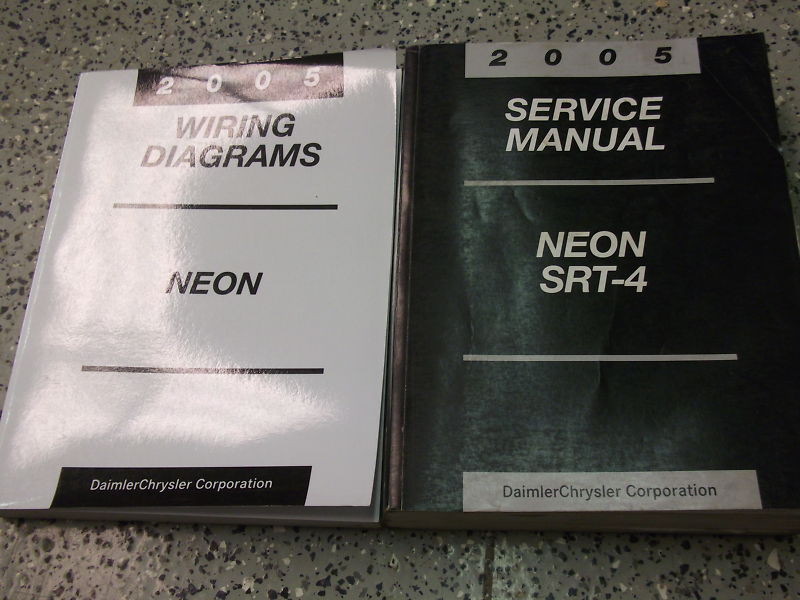 2005
WIRING
DIAGRAMS
NEON
DaimlerChrysler Corporation
2005
SERVICE
MANUAL
NEON
SRT-4
DaimlerChrysler Corporation